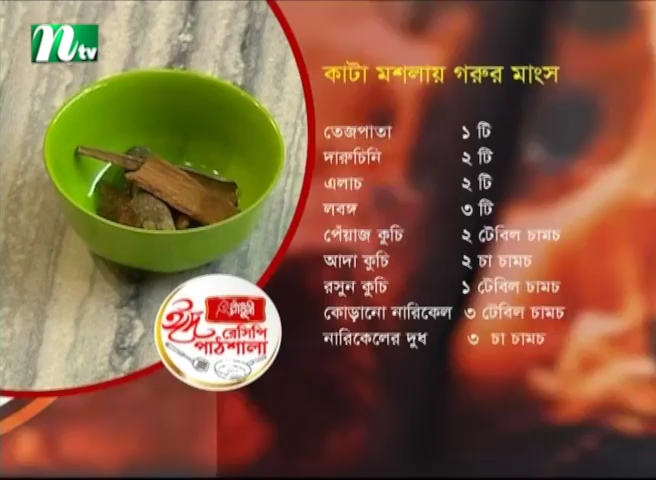 ntv
কাটা মশলায় গরুর মাংস
তেজপাতা ১ টি
দারুচিনি ২ টি
এলাচ ২ টি
লবঙ্গ ৩ টি
পেঁয়াজ কুচি ২ টেবিল চামচ
আদা কুচি ২ চা চামচ
রসুন কুচি ১ টেবিল চামচ
কোড়ানো নারিকেল ৩ টেবিল চামচ
নারিকেলের দুধ ৩ চা চামচ
রাঁধুনী
ঈদ রেসিপি
পাঠশালা